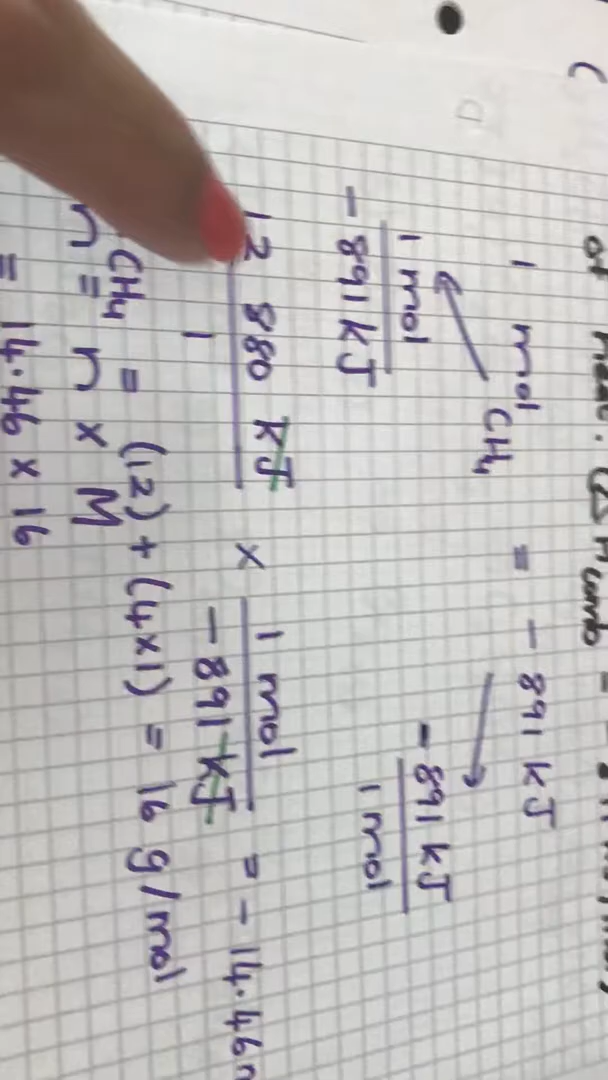 1 mol CH4 = - 891 kJ
1 mol
- 891 kJ
- 891 kJ
1 mol
12 880 kJ × 1 mol = - 14.46
1 - 891 kJ
CH4 = (12) + (4×1) = 16 g/mol
n = n × M
= 14.46 × 16